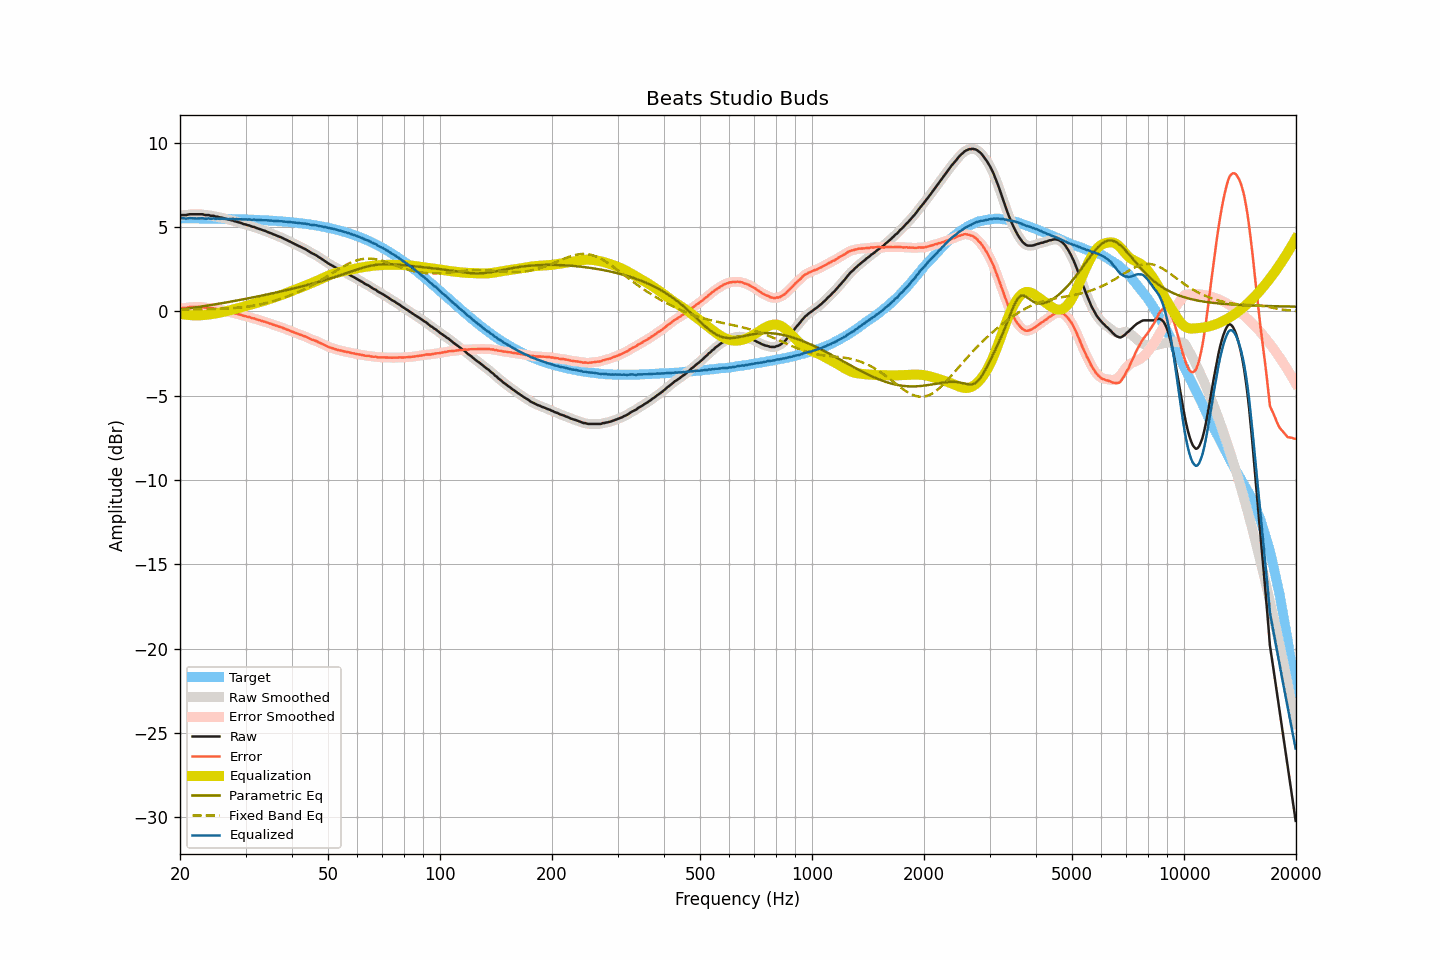 Beats Studio Buds
10
5
0
−5
−10
−15
−20
−25
−30
Amplitude (dBr)
Target
Raw Smoothed
Error Smoothed
Raw
Error
Equalization
Parametric Eq
Fixed Band Eq
Equalized
20 50 100 200 500 1000 2000 5000 10000 20000
Frequency (Hz)